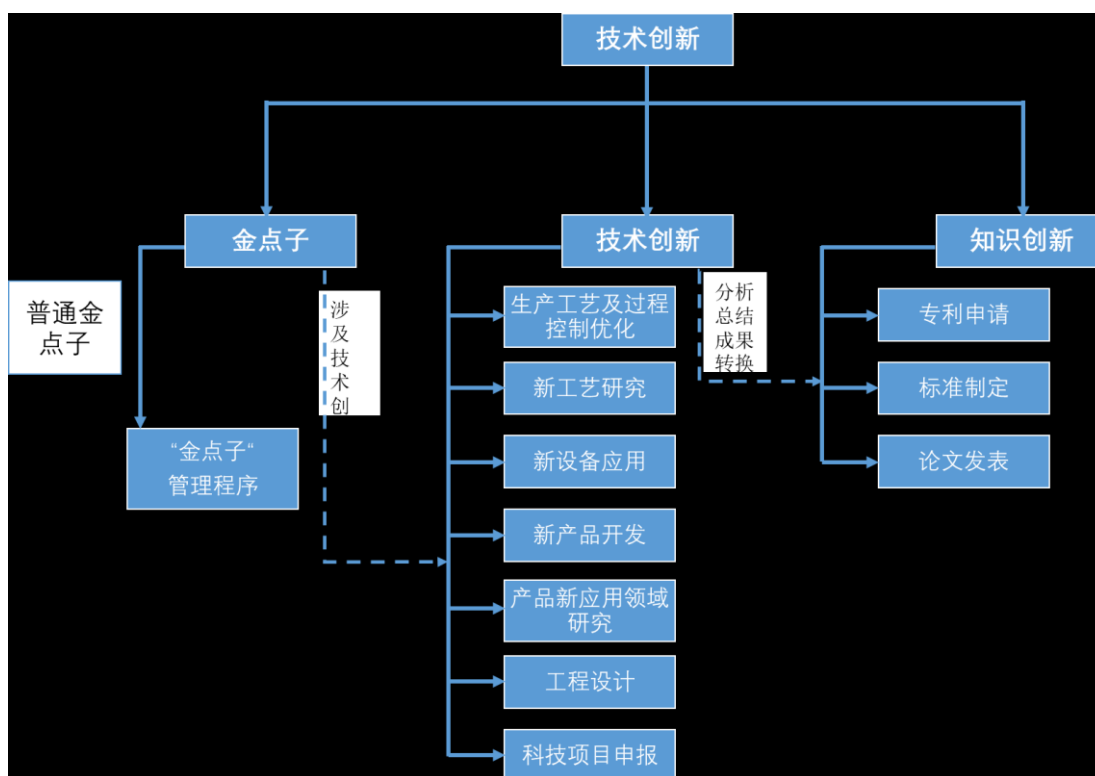 技术创新
金点子
技术创新
知识创新
普通金
点子
涉
及
技
术
创
分析
总结
成果
转换
生产工艺及过程
控制优化
新工艺研究
新设备应用
新产品开发
产品新应用领域
研究
工程设计
科技项目申报
专利申请
标准制定
论文发表
“金点子“
管理程序